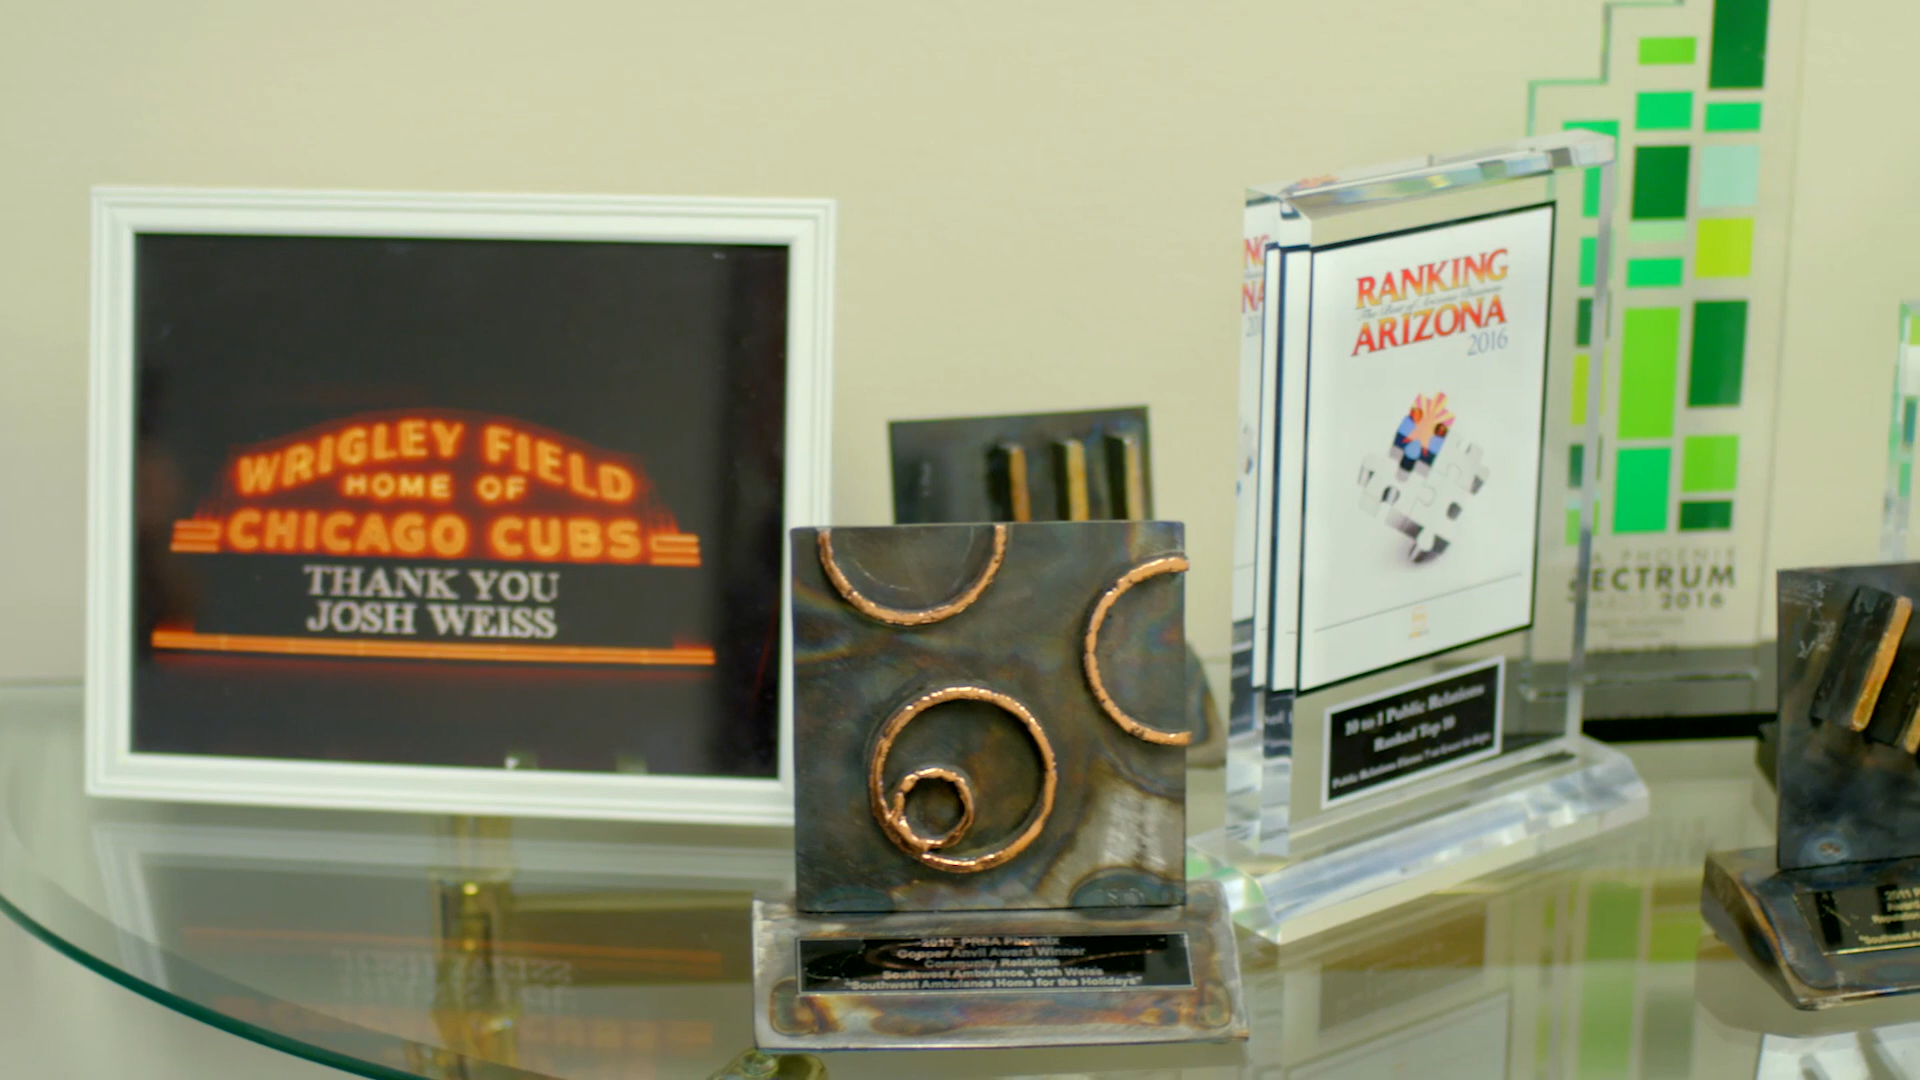 WRIGLEY FIELD
HOME OF
CHICAGO CUBS
THANK YOU
JOSH WEISS
2010 PRSA Phoenix
Copper Anvil Award Winner
Community Relations
Southwest Ambulance, Josh Weiss
"Southwest Ambulance Home for the Holidays"
RANKING
ARIZONA
2016
10 to 1 Public Relations
Ranked Top 10
PHOENIX
SPECTRUM
2016